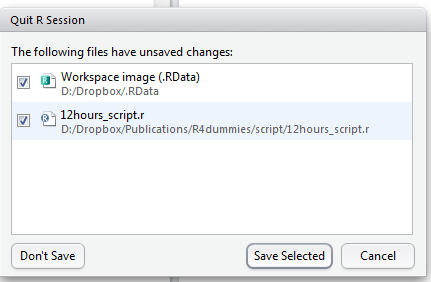 Quit R Session
The following files have unsaved changes:
Workspace image (.RData)
D:/Dropbox/.RData
12hours_script.r
D:/Dropbox/Publications/R4dummies/script/12hours_script.r
Don't Save
Save Selected
Cancel